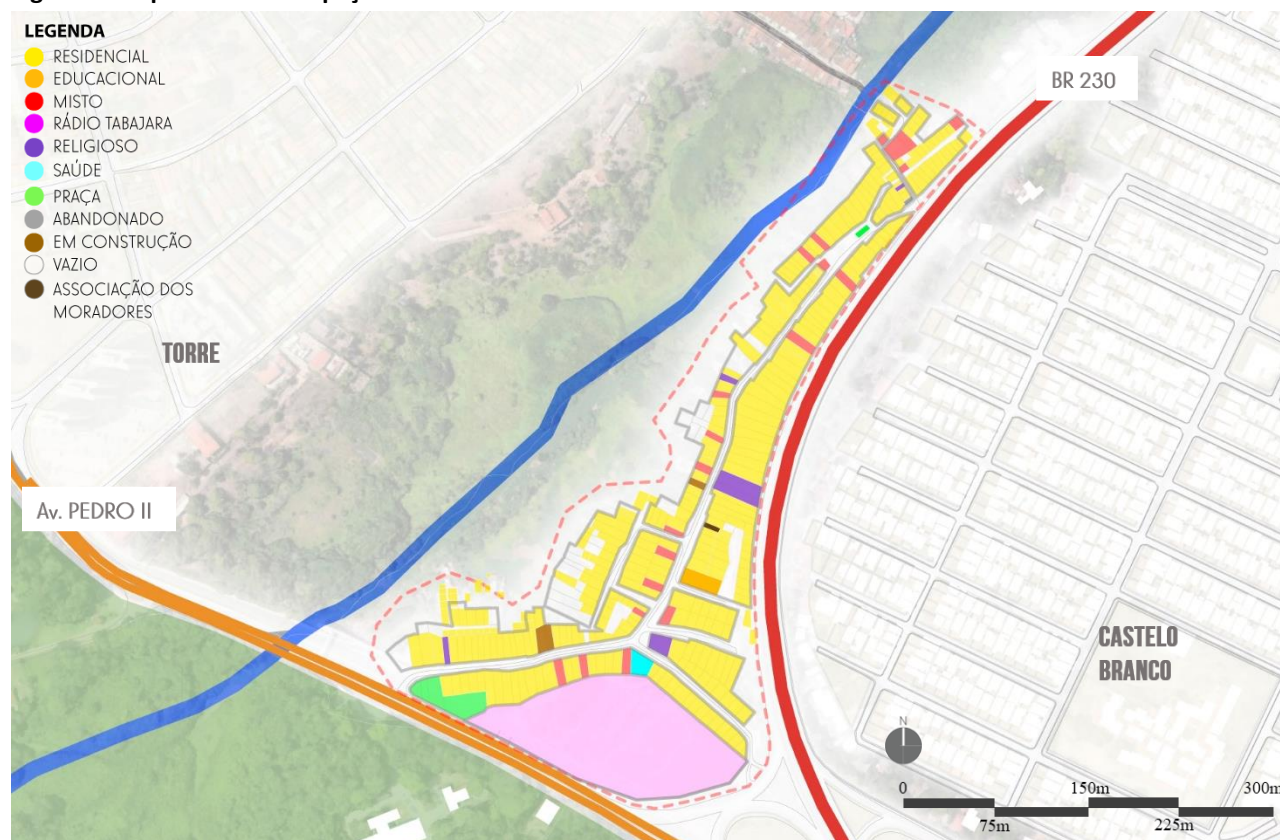 LEGENDA
RESIDENCIAL
EDUCACIONAL
MISTO
RÁDIO TABAJARA
RELIGIOSO
SAÚDE
PRAÇA
ABANDONADO
EM CONSTRUÇÃO
VAZIO
ASSOCIAÇÃO DOS
MORADORES
BR 230
TORRE
Av. PEDRO II
CASTELO
BRANCO
N
0
150m
300m
75m
225m